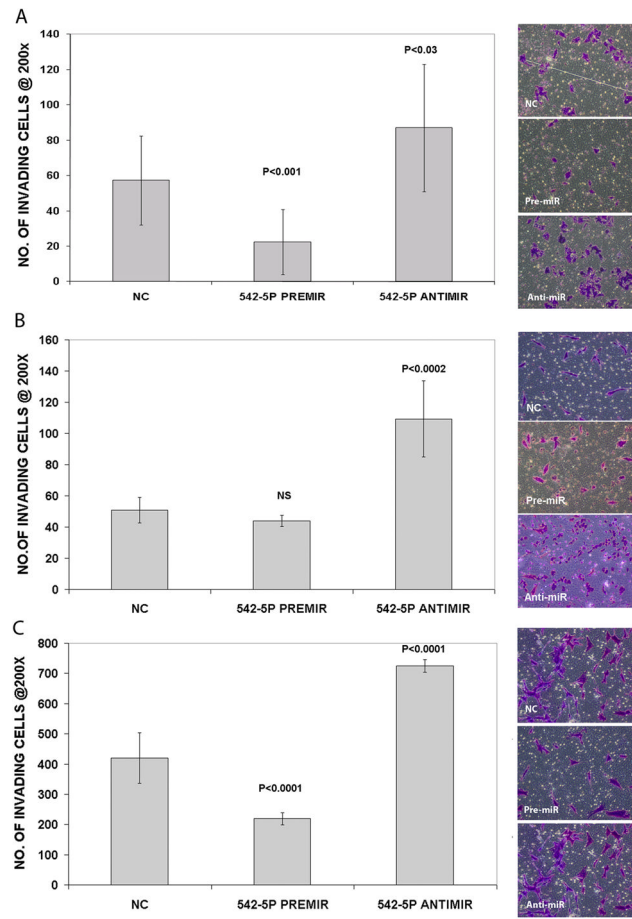 A
NO. OF INVADING CELLS @ 200x
140
120
100
80
60
40
20
0
P<0.001
P<0.03
NC
542-5P PREMIR
542-5P ANTIMIR
NC
Pre-miR
Anti-miR
B
NO.OF INVADING CELLS @ 200X
160
140
120
100
80
60
40
20
0
NS
P<0.0002
NC
542-5P PREMIR
542-5P ANTIMIR
NC
Pre-miR
Anti-miR
C
NO. OF INVADING CELLS @200X
800
700
600
500
400
300
200
100
0
P<0.0001
P<0.0001
NC
542-5P PREMIR
542-5P ANTIMIR
NC
Pre-miR
Anti-miR